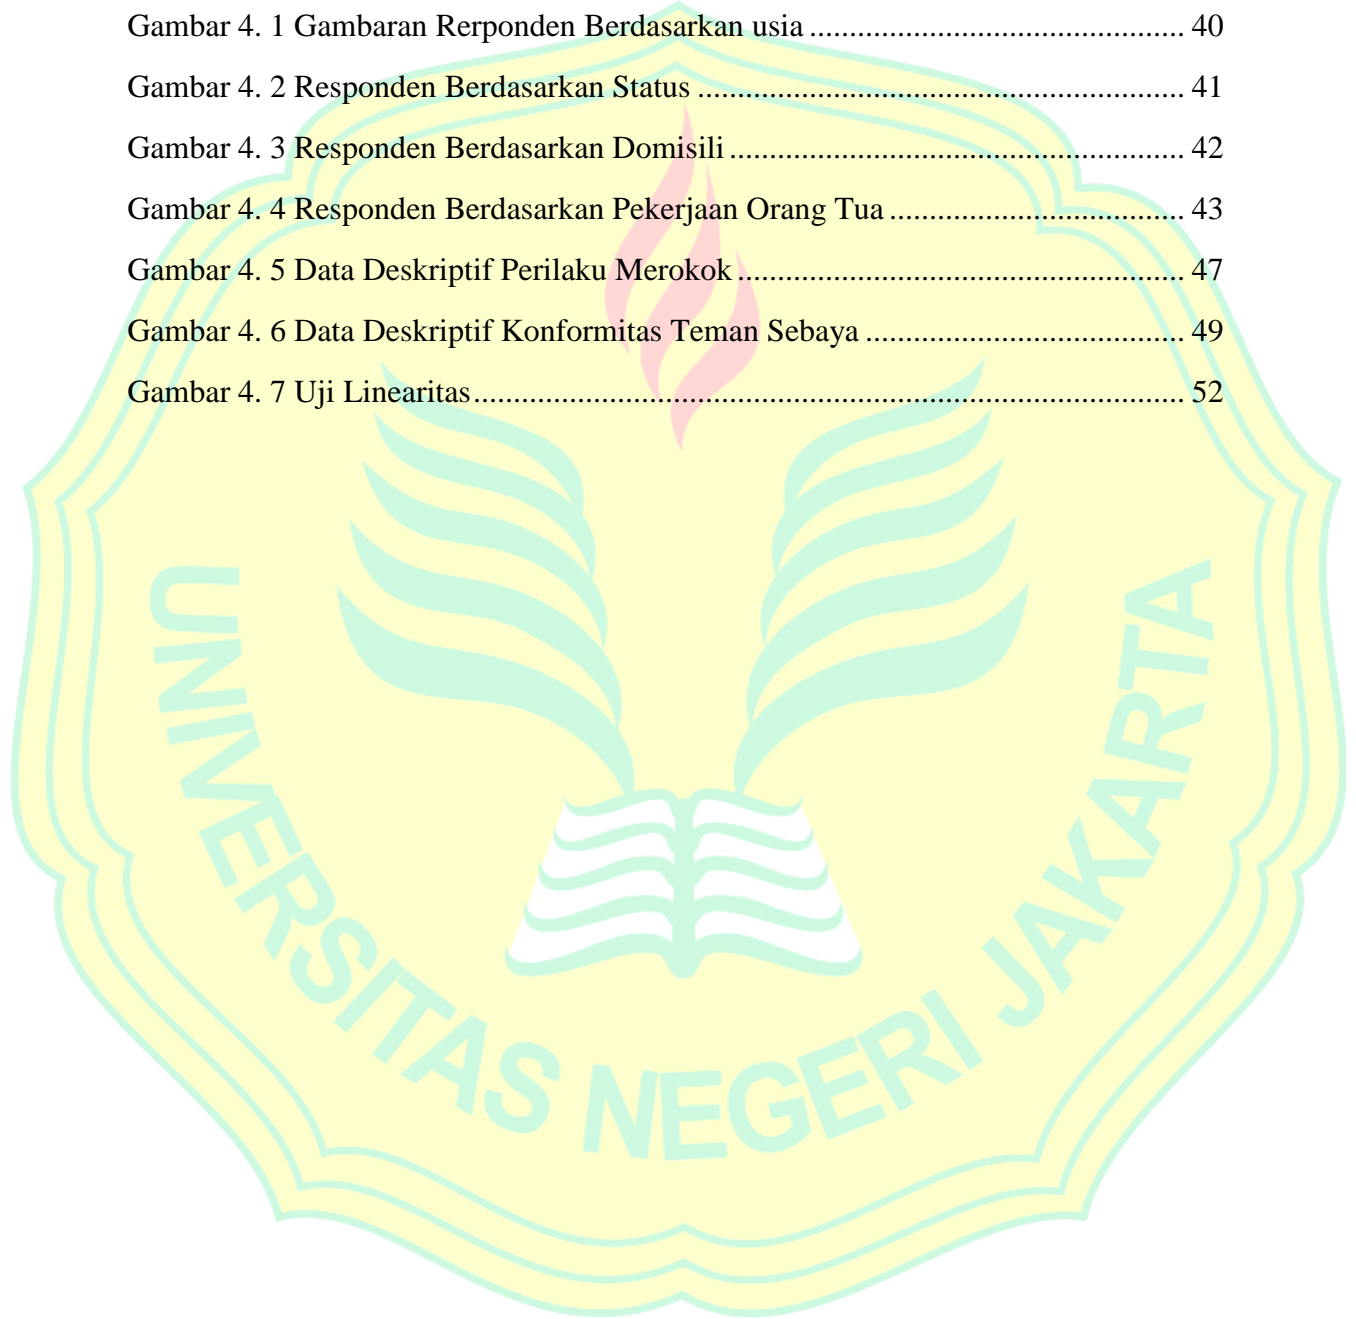 Gambar 4. 1 Gambaran Rerponden Berdasarkan usia ................................................ 40
Gambar 4. 2 Responden Berdasarkan Status .............................................................. 41
Gambar 4. 3 Responden Berdasarkan Domisili .......................................................... 42
Gambar 4. 4 Responden Berdasarkan Pekerjaan Orang Tua ...................................... 43
Gambar 4. 5 Data Deskriptif Perilaku Merokok ......................................................... 47
Gambar 4. 6 Data Deskriptif Konformitas Teman Sebaya ......................................... 49
Gambar 4. 7 Uji Linearitas .......................................................................................... 52
UNIVERSITAS NEGERI JAKARTA